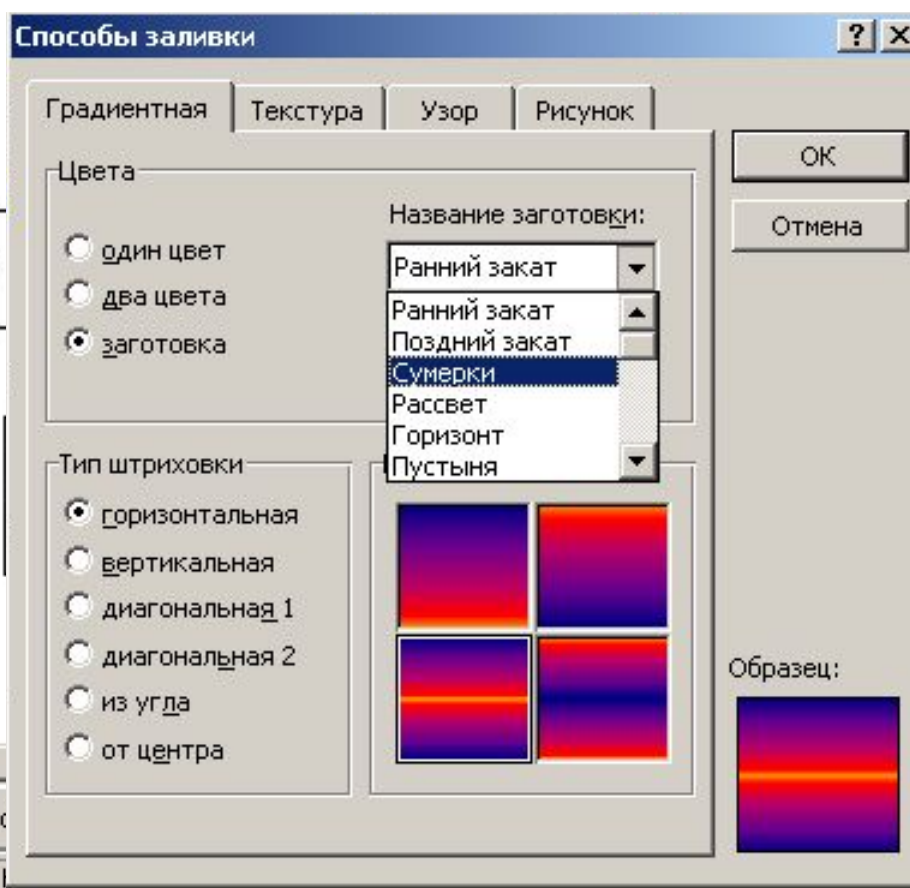 Способы заливки
Градиентная Текстура Узор Рисунок
ОК
Отмена
Цвета
один цвет
два цвета
заготовка
Название заготовки:
Ранний закат
Ранний закат
Поздний закат
Сумерки
Рассвет
Горизонт
Пустыня
Тип штриховки
горизонтальная
вертикальная
диагональная 1
диагональная 2
из угла
от центра
Образец: